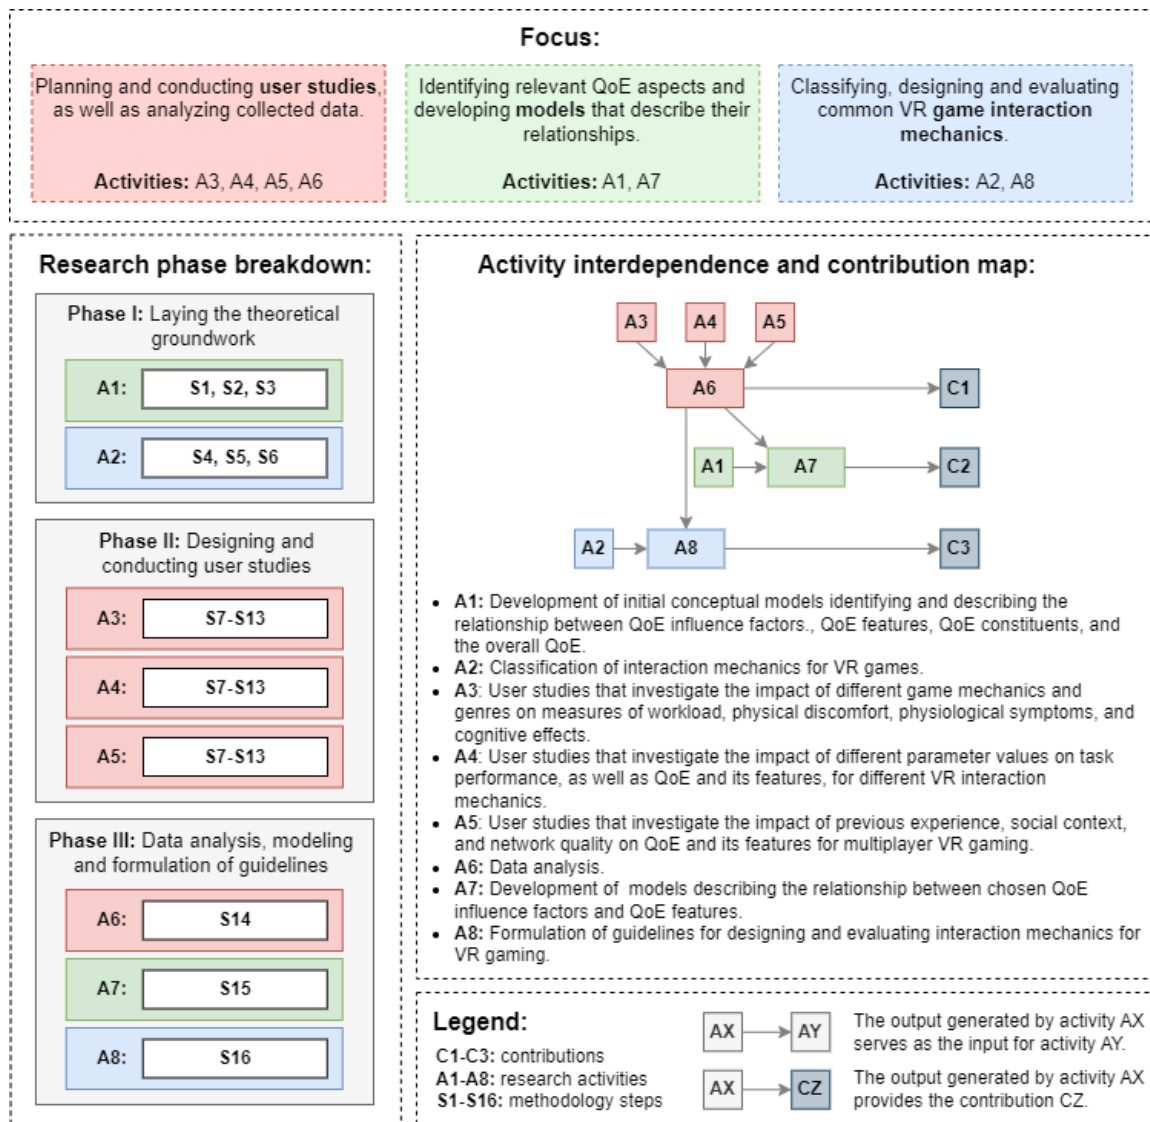 Focus:
Planning and conducting user studies,
as well as analyzing collected data.
Activities: A3, A4, A5, A6
Identifying relevant QoE aspects and
developing models that describe their
relationships.
Activities: A1, A7
Classifying, designing and evaluating
common VR game interaction
mechanics.
Activities: A2, A8
Research phase breakdown:
Phase I: Laying the theoretical
groundwork
A1:
S1, S2, S3
A2:
S4, S5, S6
Phase II: Designing and
conducting user studies
A3:
S7-S13
A4:
S7-S13
A5:
S7-S13
Phase III: Data analysis, modeling
and formulation of guidelines
A6:
S14
A7:
S15
A8:
S16
Activity interdependence and contribution map:
A3
A4
A5
A6
C1
A1
A7
C2
A2
A8
C3
• A1: Development of initial conceptual models identifying and describing the
relationship between QoE influence factors., QoE features, QoE constituents, and
the overall QoE.
• A2: Classification of interaction mechanics for VR games.
• A3: User studies that investigate the impact of different game mechanics and
genres on measures of workload, physical discomfort, physiological symptoms, and
cognitive effects.
• A4: User studies that investigate the impact of different parameter values on task
performance, as well as QoE and its features, for different VR interaction
mechanics.
• A5: User studies that investigate the impact of previous experience, social context,
and network quality on QoE and its features for multiplayer VR gaming.
• A6: Data analysis.
• A7: Development of models describing the relationship between chosen QoE
influence factors and QoE features.
• A8: Formulation of guidelines for designing and evaluating interaction mechanics for
VR gaming.
Legend:
C1-C3: contributions
A1-A8: research activities
S1-S16: methodology steps
AX
AY
The output generated by activity AX
serves as the input for activity AY.
AX
CZ
The output generated by activity AX
provides the contribution CZ.